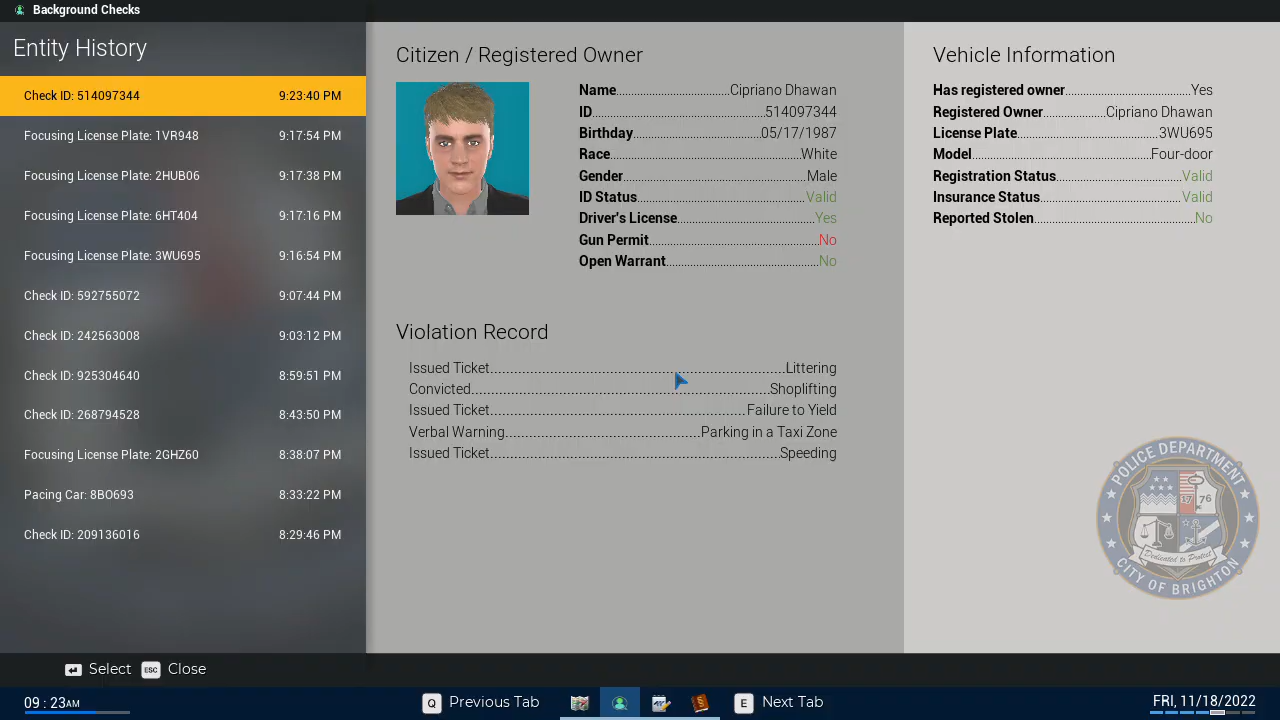 Background Checks
Entity History
Check ID: 514097344 9:23:40 PM
Focusing License Plate: 1VR948 9:17:54 PM
Focusing License Plate: 2HUB06 9:17:38 PM
Focusing License Plate: 6HT404 9:17:16 PM
Focusing License Plate: 3WU695 9:16:54 PM
Check ID: 592755072 9:07:44 PM
Check ID: 242563008 9:03:12 PM
Check ID: 925304640 8:59:51 PM
Check ID: 268794528 8:43:50 PM
Focusing License Plate: 2GHZ60 8:38:07 PM
Pacing Car: 8BO693 8:33:22 PM
Check ID: 209136016 8:29:46 PM
Citizen / Registered Owner
Name Cipriano Dhawan
ID 514097344
Birthday 05/17/1987
Race White
Gender Male
ID Status Valid
Driver's License Yes
Gun Permit No
Open Warrant No
Violation Record
Issued Ticket Littering
Convicted Shoplifting
Issued Ticket Failure to Yield
Verbal Warning Parking in a Taxi Zone
Issued Ticket Speeding
Vehicle Information
Has registered owner Yes
Registered Owner Cipriano Dhawan
License Plate 3WU695
Model Four-door
Registration Status Valid
Insurance Status Valid
Reported Stolen No
POLICE DEPARTMENT
17 76
Dedicated to Protect
CITY OF BRIGHTON
Select ESC Close
09 : 23AM
Q Previous Tab
E Next Tab
FRI, 11/18/2022